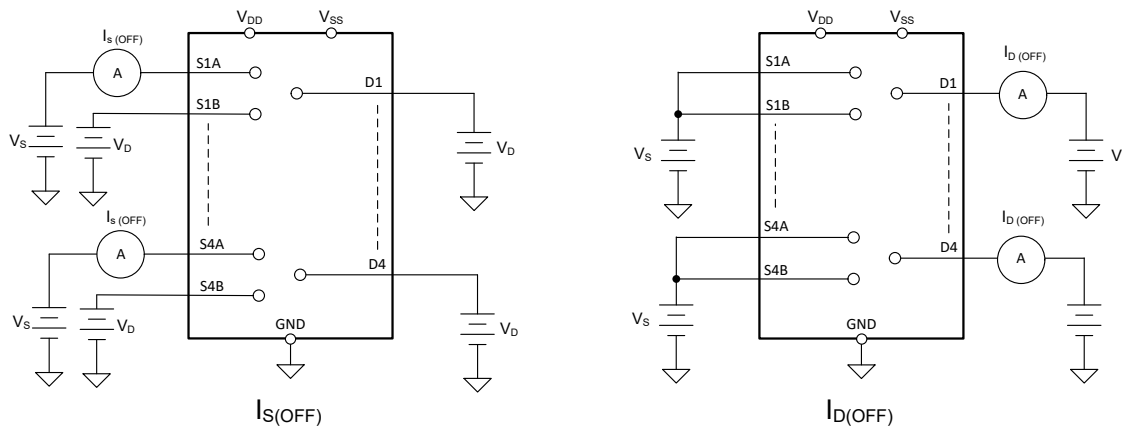 VDD VSS
Is (OFF)
A
S1A
D1
S1B
VS
VD
VD
Is (OFF)
A
S4A
D4
S4B
VS
VD
VD
GND
IS(OFF)
VDD VSS
ID (OFF)
S1A
D1
A
S1B
VS
V
ID (OFF)
S4A
D4
A
S4B
VS
GND
ID(OFF)